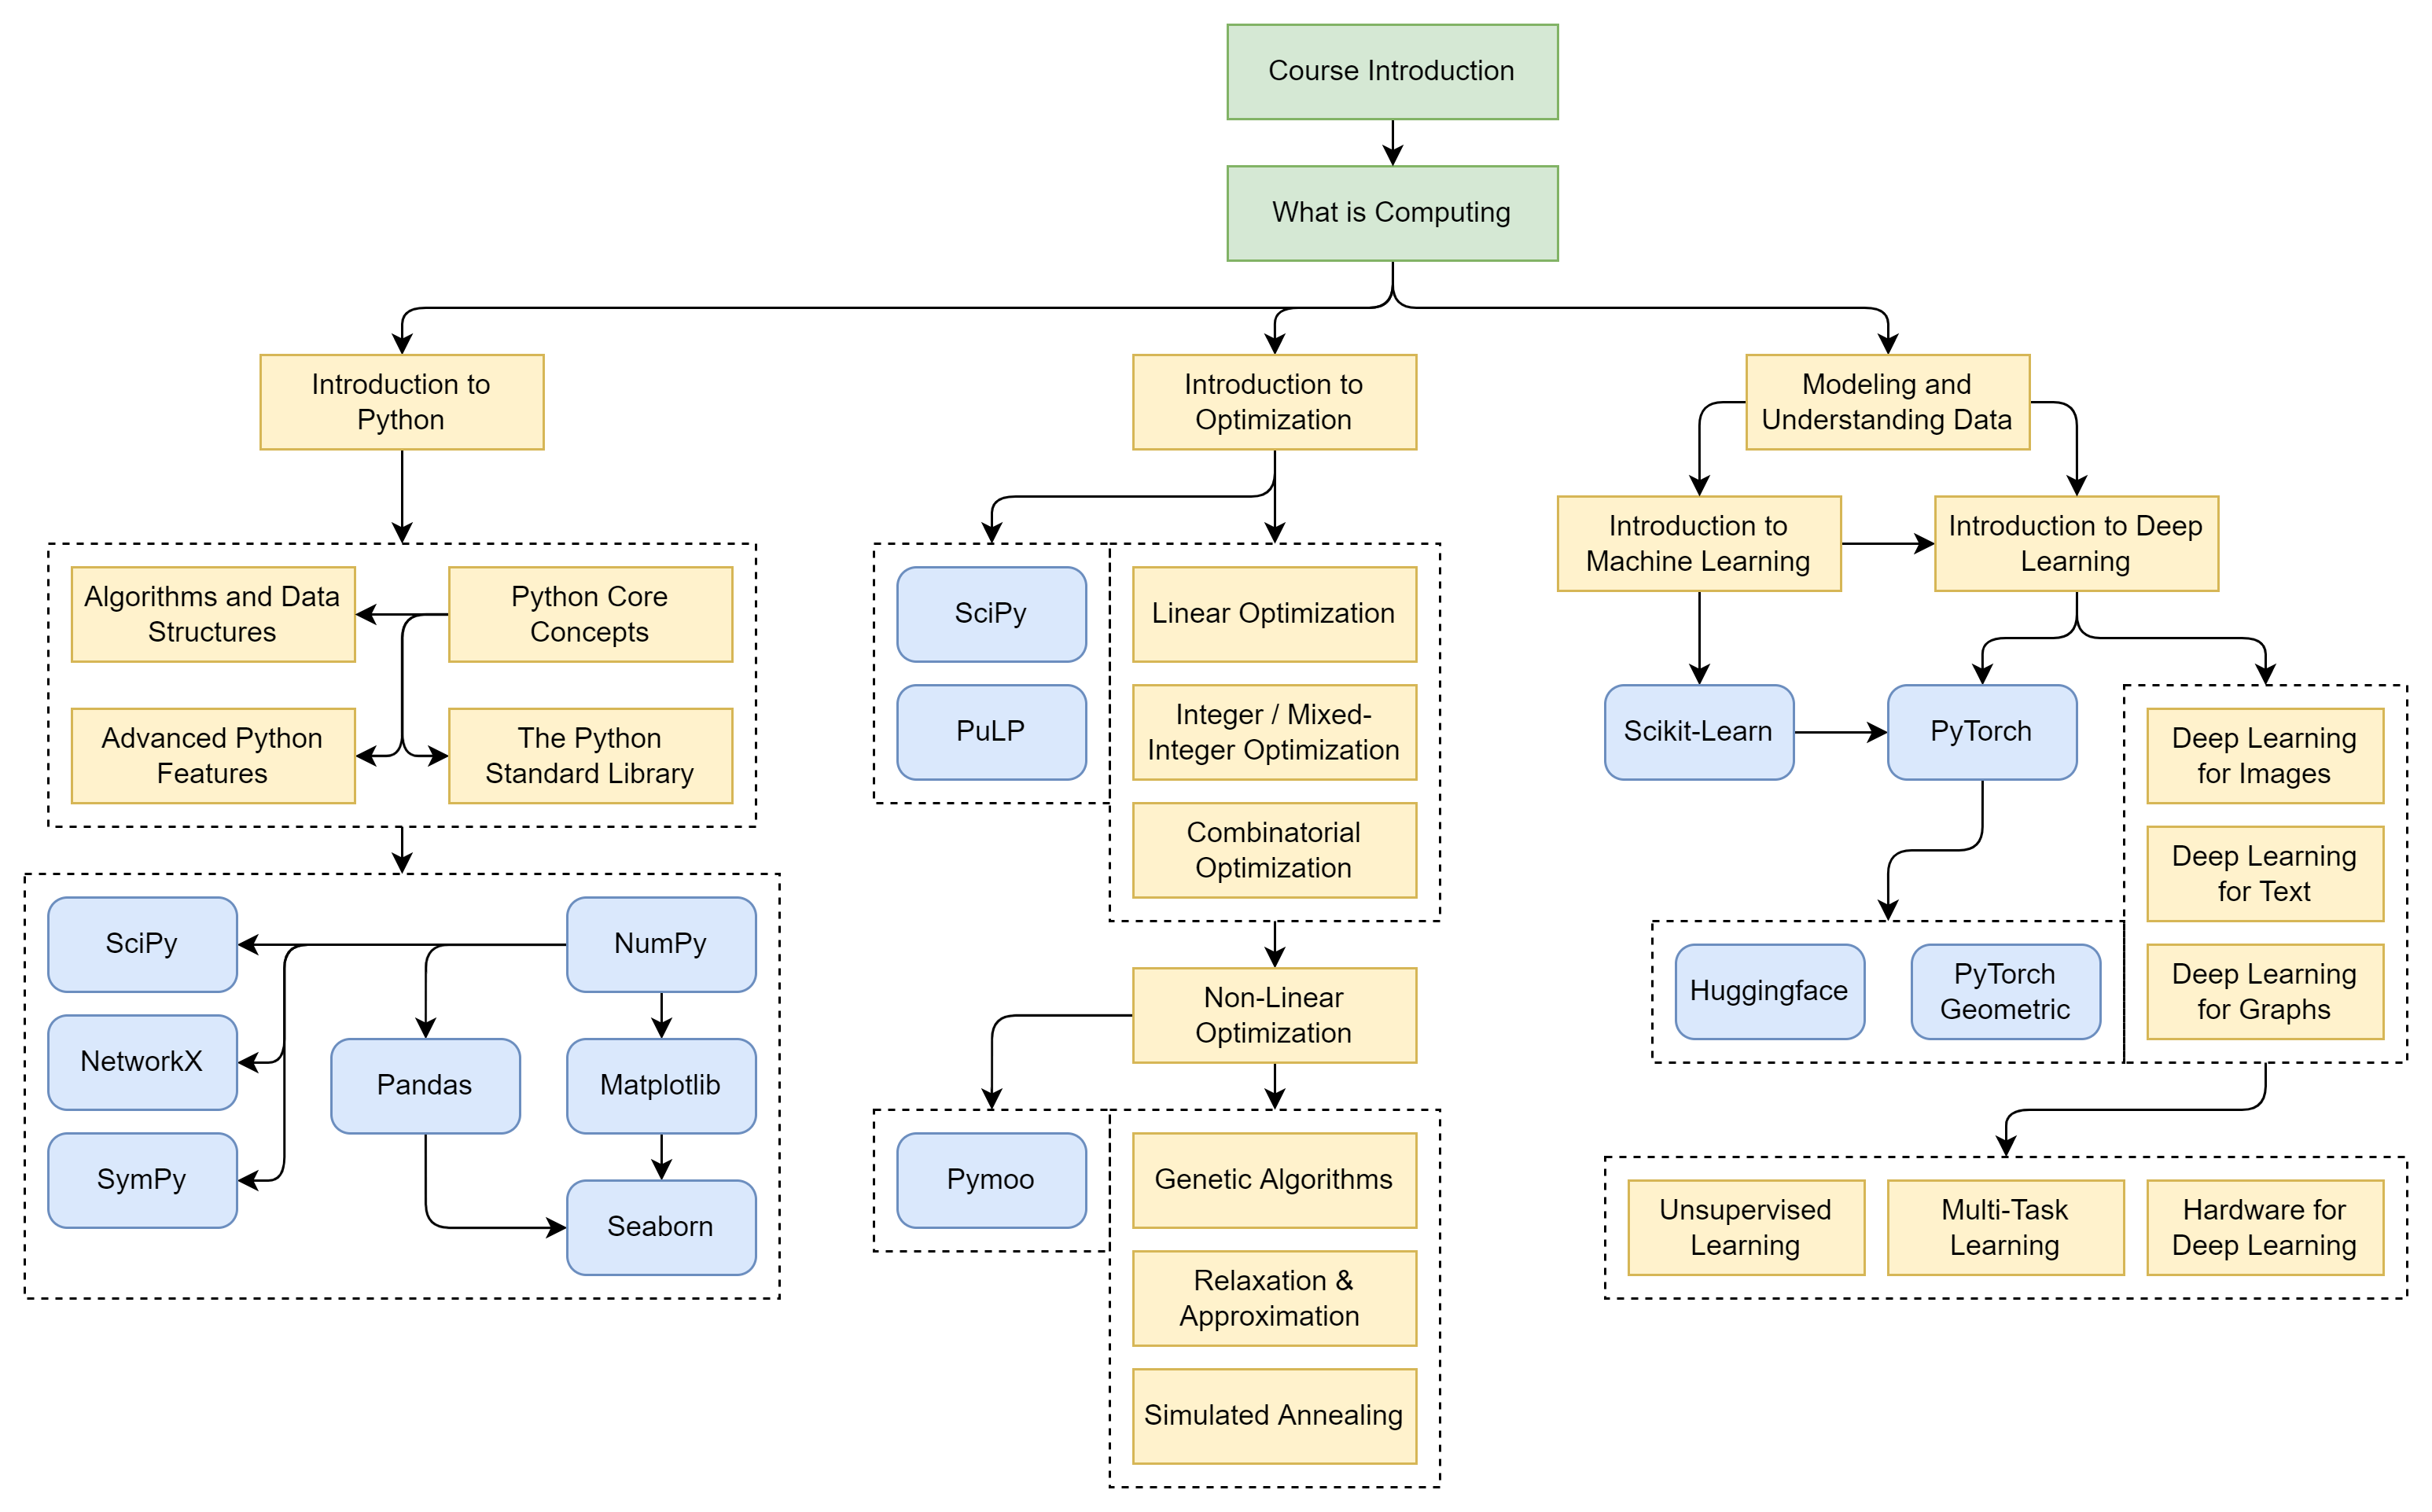 Course Introduction
What is Computing
Introduction to
Python
Introduction to
Optimization
Modeling and
Understanding Data
Introduction to
Machine Learning
Introduction to Deep
Learning
Algorithms and Data
Structures
Python Core
Concepts
Advanced Python
Features
The Python
Standard Library
SciPy
NumPy
NetworkX
Pandas
Matplotlib
SymPy
Seaborn
SciPy
PuLP
Linear Optimization
Integer / Mixed-
Integer Optimization
Combinatorial
Optimization
Non-Linear
Optimization
Pymoo
Genetic Algorithms
Relaxation &
Approximation
Simulated Annealing
Scikit-Learn
PyTorch
Deep Learning
for Images
Deep Learning
for Text
Deep Learning
for Graphs
Huggingface
PyTorch
Geometric
Unsupervised
Learning
Multi-Task
Learning
Hardware for
Deep Learning